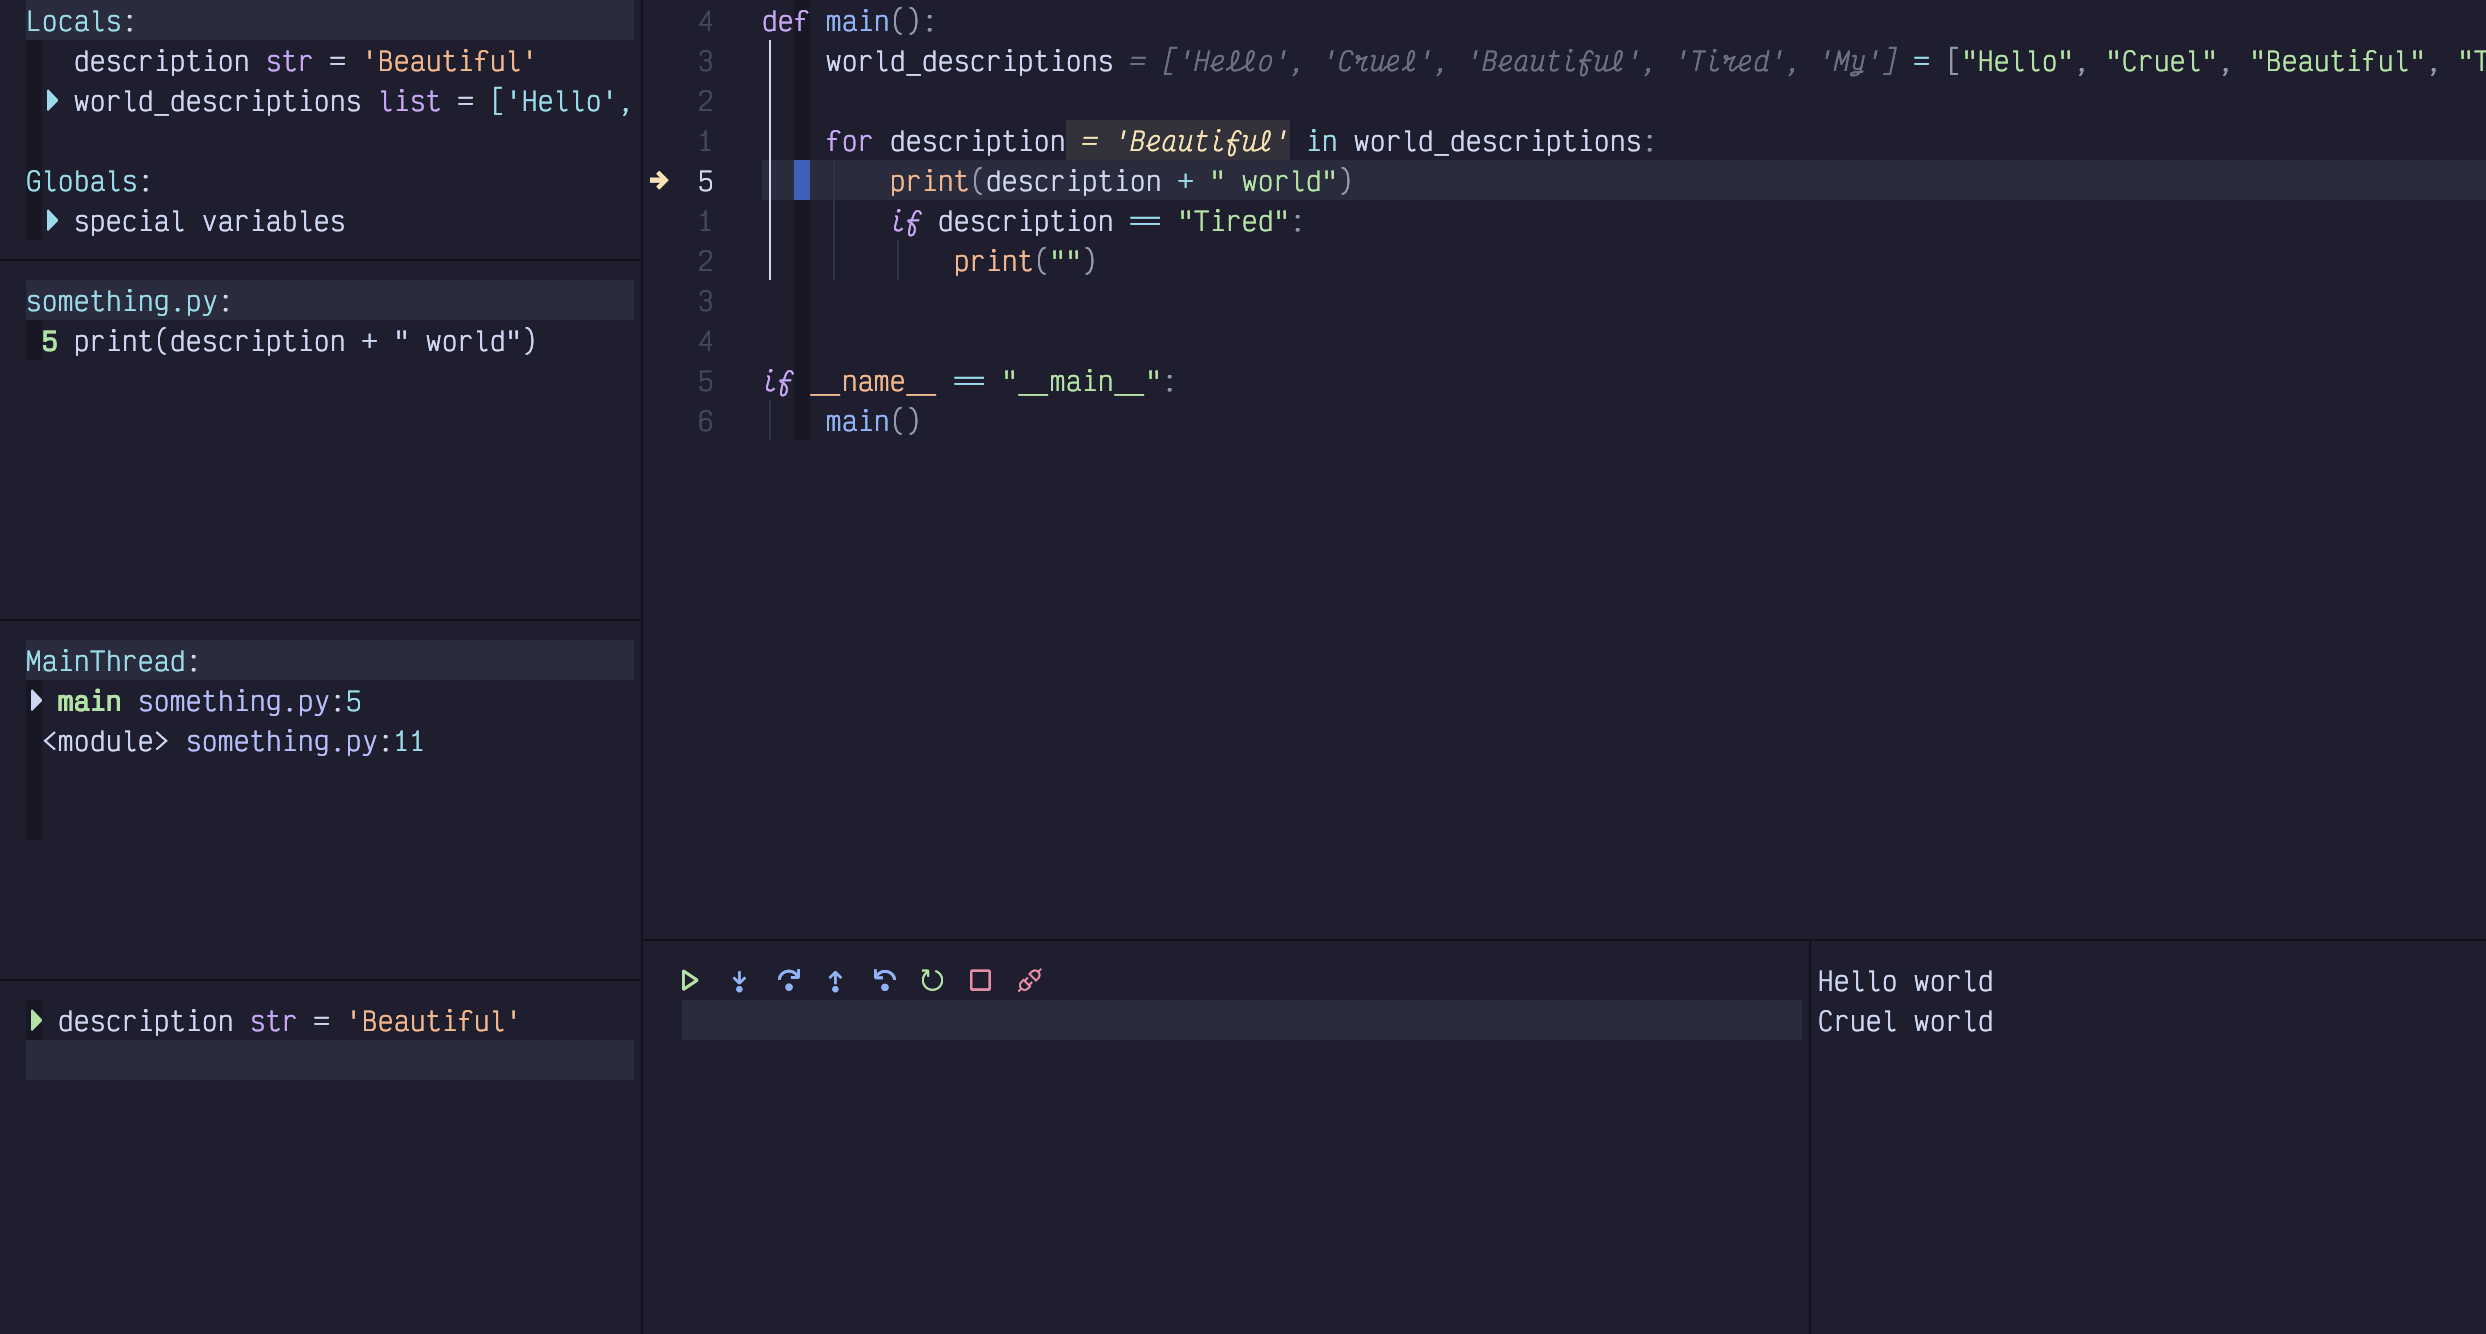 Locals:
description str = 'Beautiful'
world_descriptions list = ['Hello',
Globals:
special variables
something.py:
5 print(description + " world")
MainThread:
main something.py:5
<module> something.py:11
description str = 'Beautiful'
4 def main():
3 world_descriptions = ['Hello', 'Cruel', 'Beautiful', 'Tired', 'My'] = ["Hello", "Cruel", "Beautiful", "T
2
1 for description = 'Beautiful' in world_descriptions:
5 print(description + " world")
1 if description == "Tired":
2 print("")
3
4
5 if __name__ == "__main__":
6 main()
Hello world
Cruel world